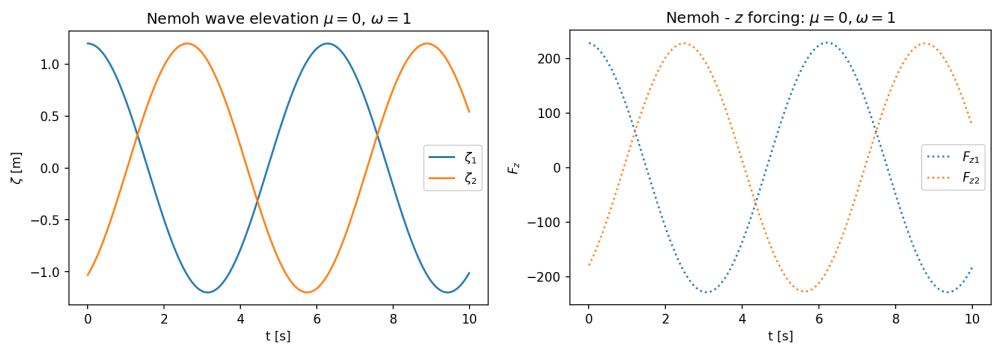 Nemoh wave elevation μ = 0, ω = 1
ζ [m]
1.0
0.5
0.0
−0.5
−1.0
ζ₁
ζ₂
0 2 4 6 8 10
t [s]
Nemoh - z forcing: μ = 0, ω = 1
F_z
200
100
0
−100
−200
F_z1
F_z2
0 2 4 6 8 10
t [s]